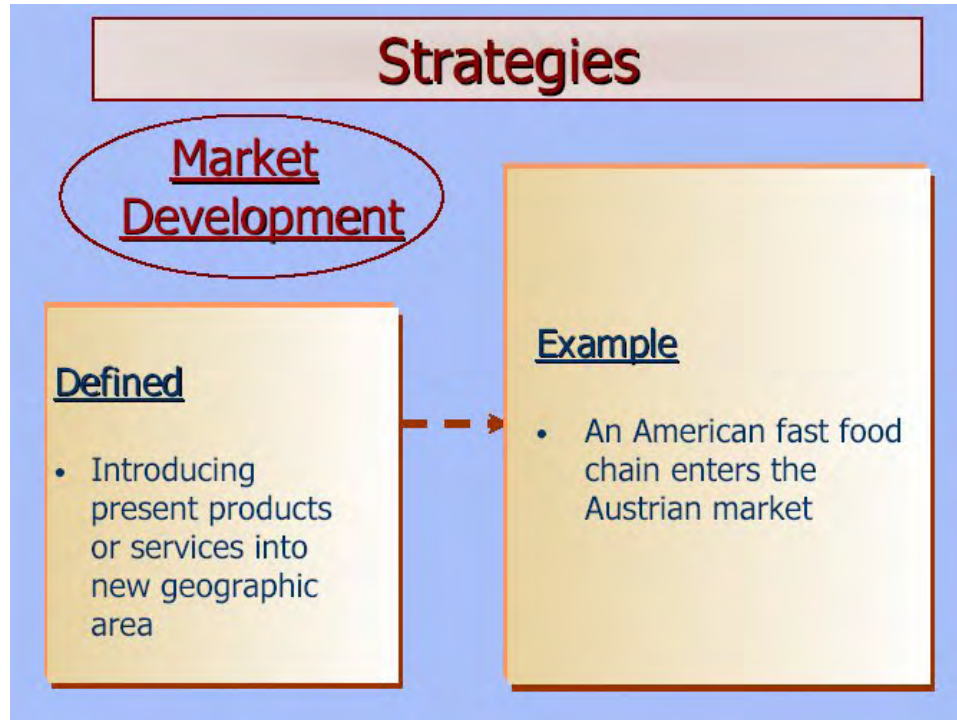 Strategies
Market
Development
Defined
• Introducing
present products
or services into
new geographic
area
Example
• An American fast food
chain enters the
Austrian market